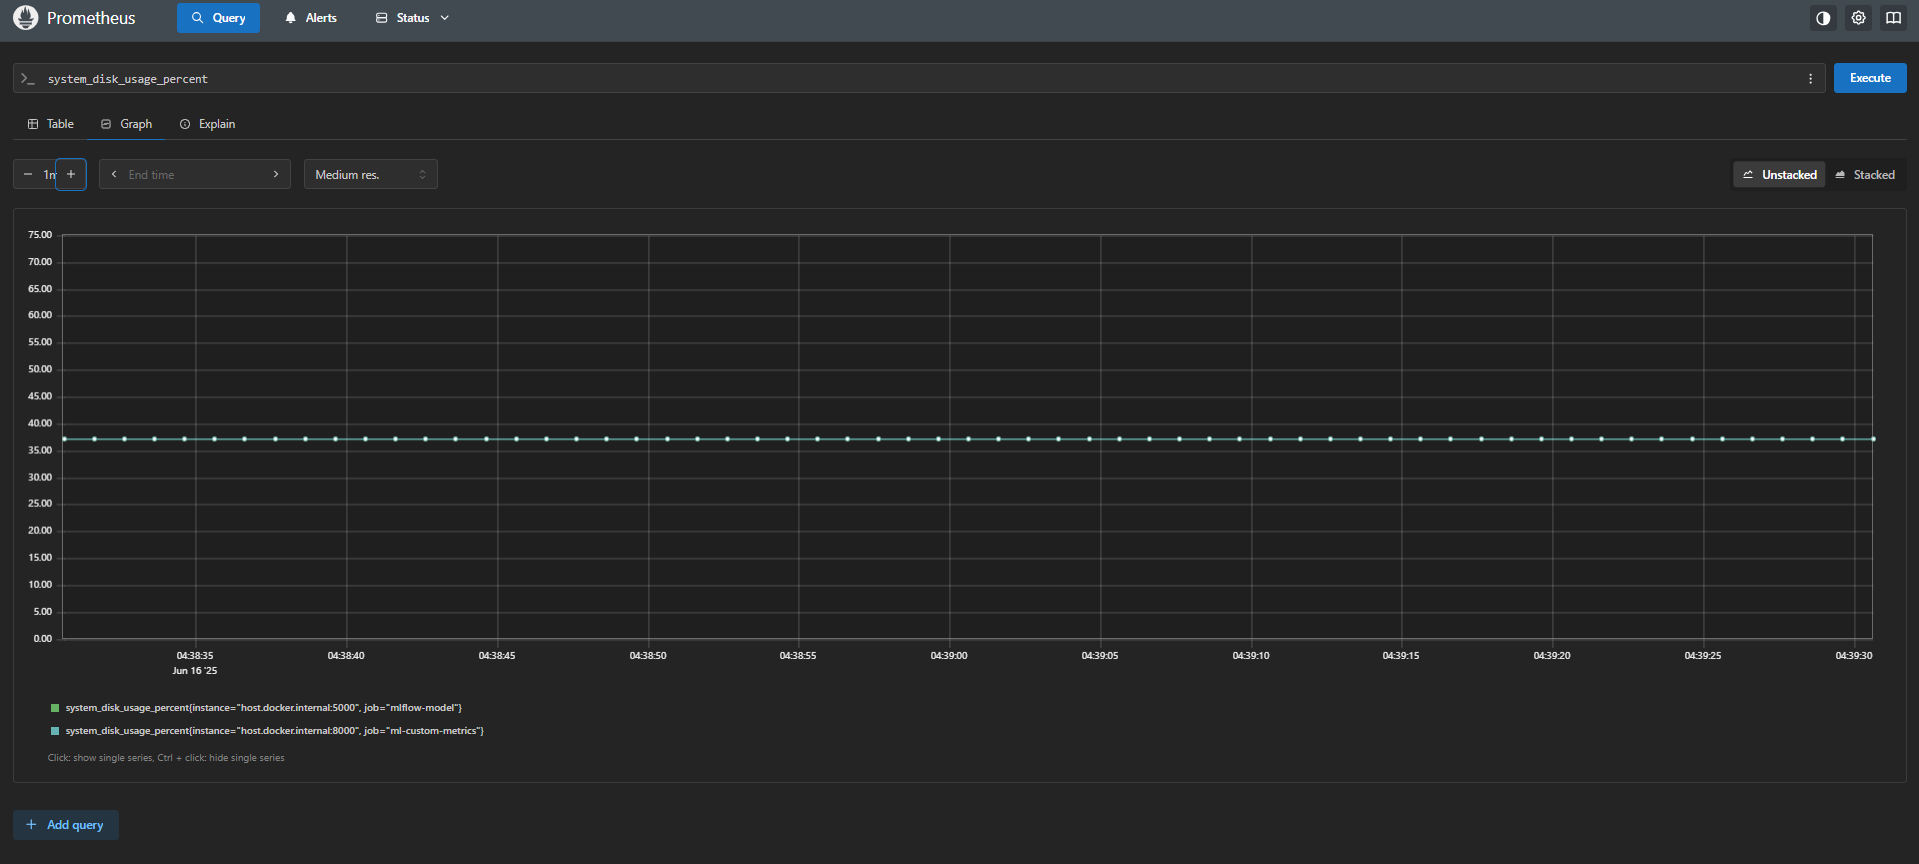 Prometheus Query Alerts Status
system_disk_usage_percent Execute
Table Graph Explain
End time Medium res. Unstacked Stacked
75.00
70.00
65.00
60.00
55.00
50.00
45.00
40.00
35.00
30.00
25.00
20.00
15.00
10.00
5.00
0.00
04:38:35 04:38:40 04:38:45 04:38:50 04:38:55 04:39:00 04:39:05 04:39:10 04:39:15 04:39:20 04:39:25 04:39:30
Jun 16 '25
system_disk_usage_percent{instance="host.docker.internal:5000", job="mlflow-model"}
system_disk_usage_percent{instance="host.docker.internal:8000", job="ml-custom-metrics"}
Click: show single series, Ctrl + click: hide single series
Add query